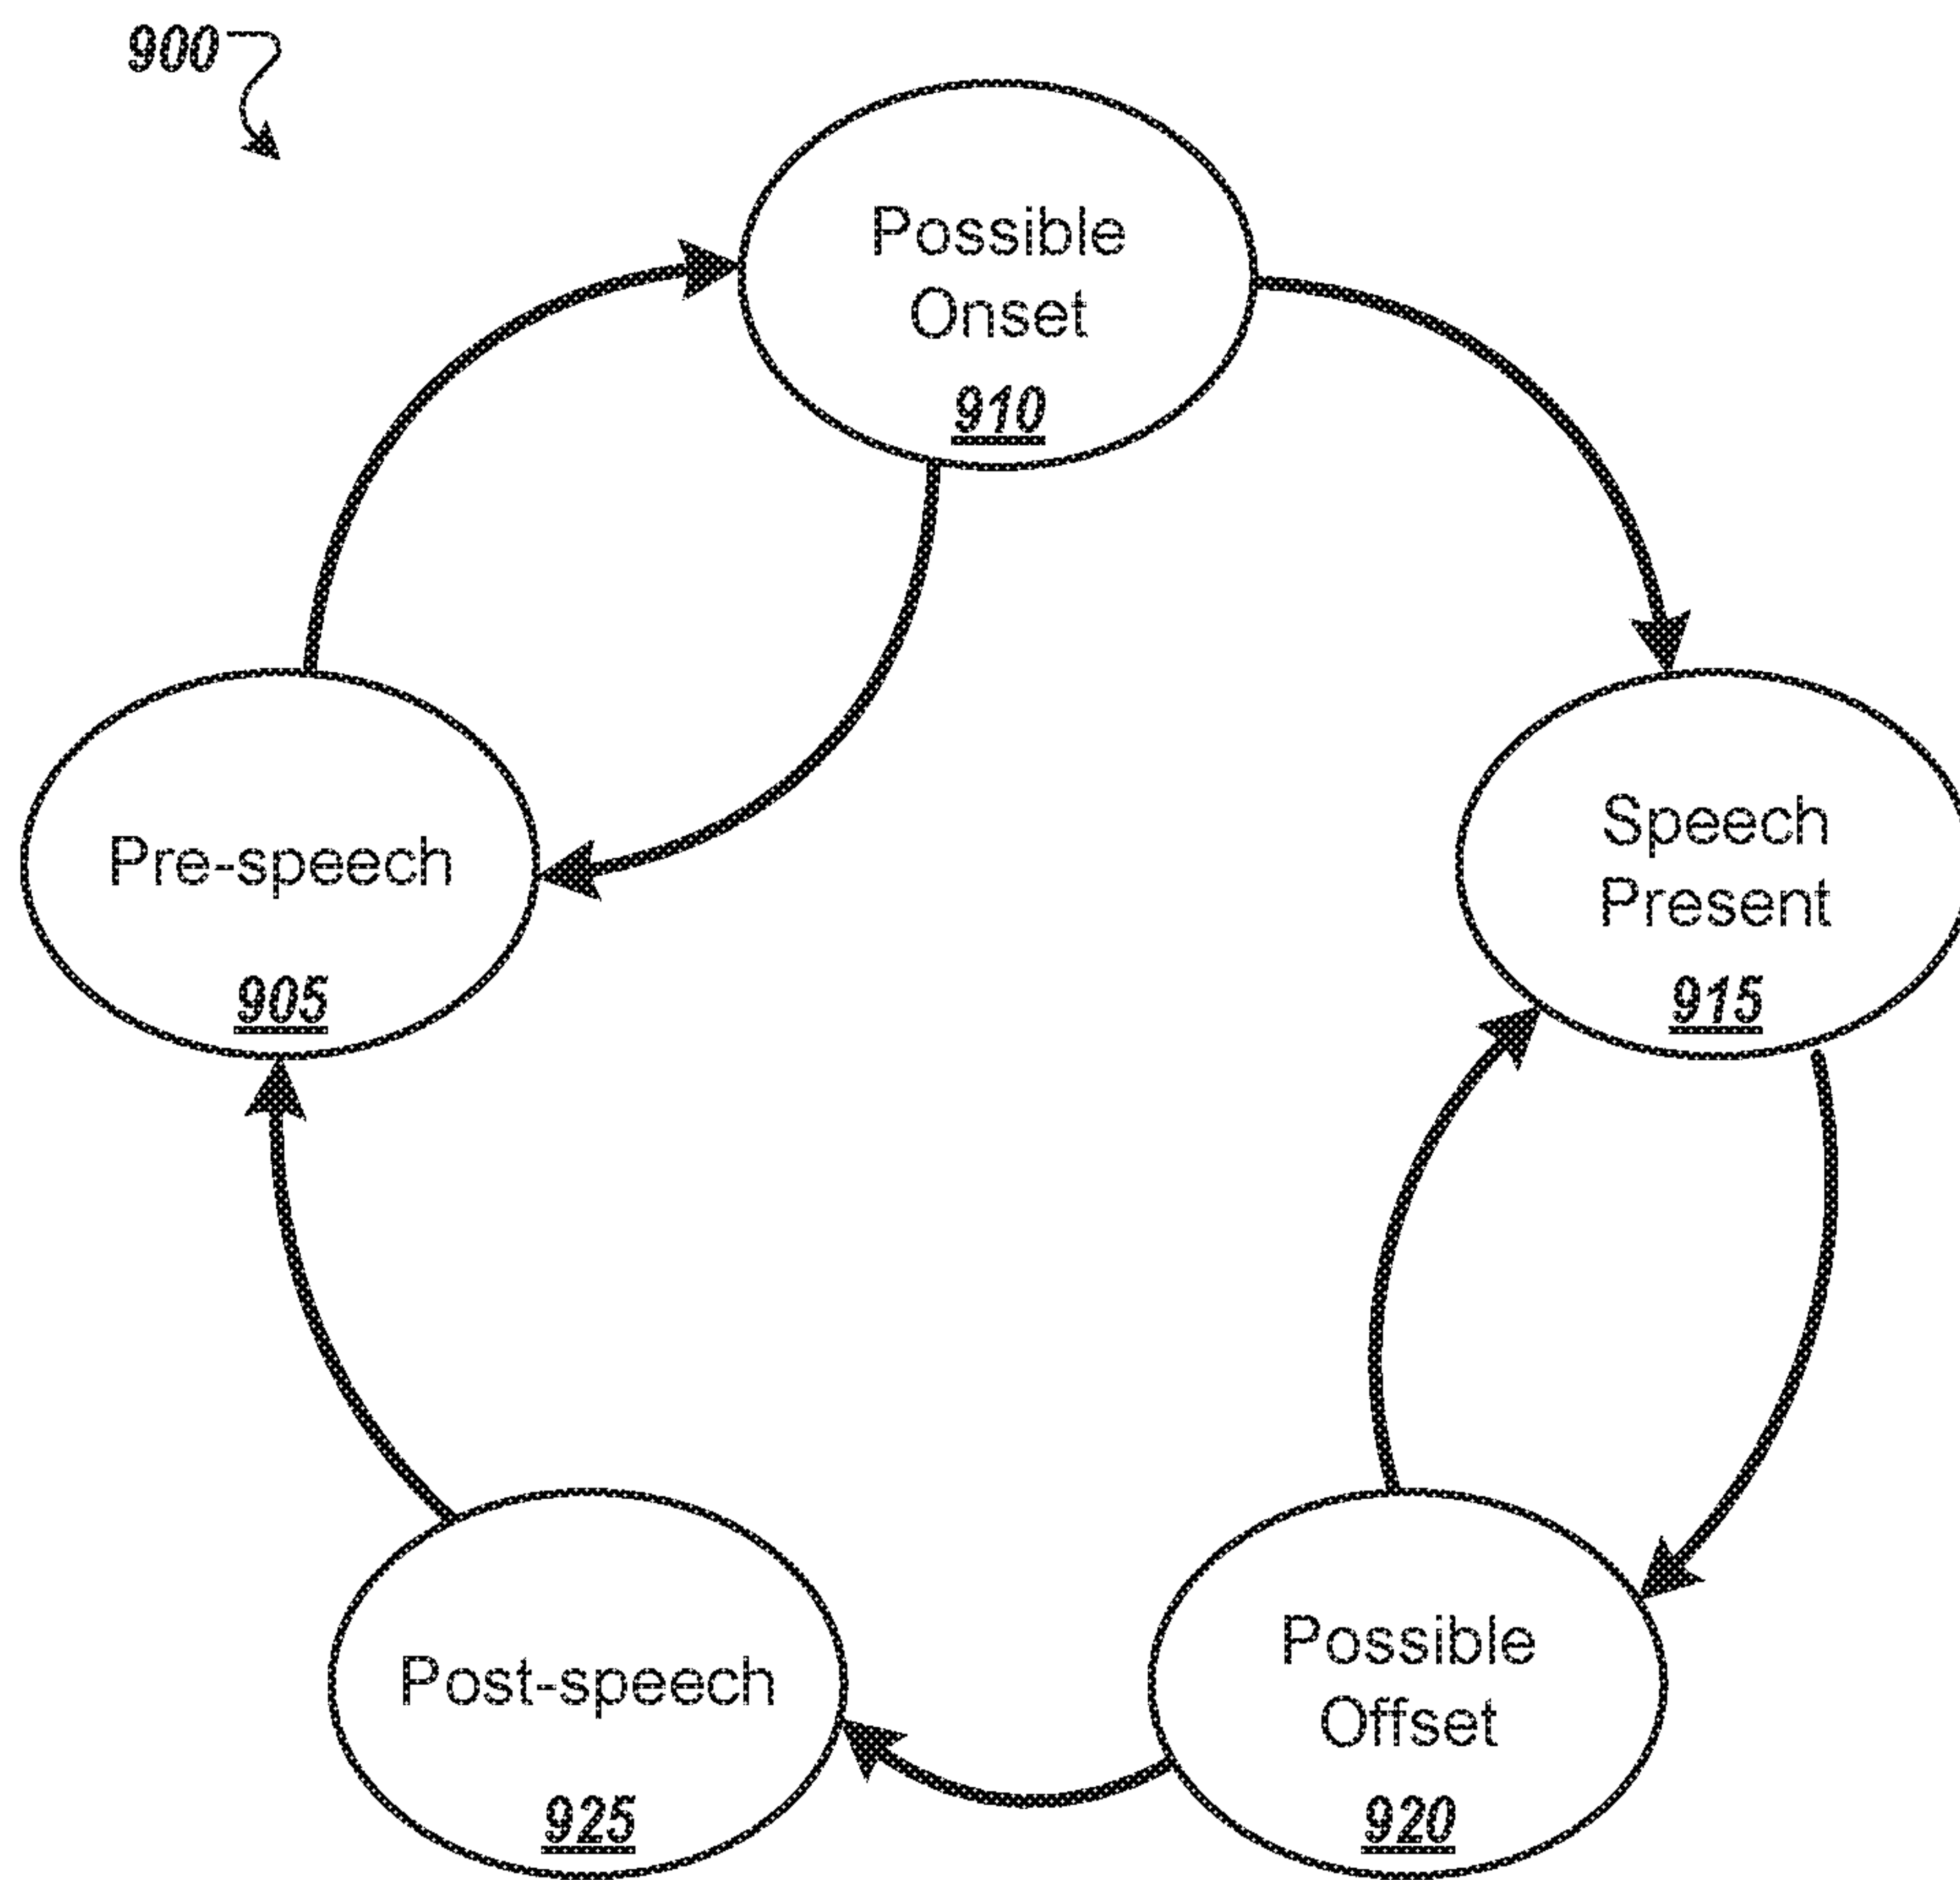 900
Possible
Onset
910
Pre-speech
905
Speech
Present
915
Post-speech
925
Possible
Offset
920